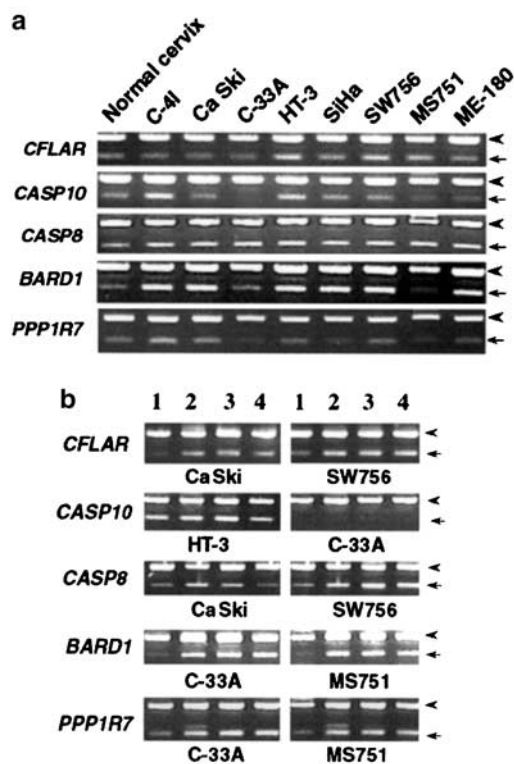 a
Normal cervix C-4I Ca Ski C-33A HT-3 SiHa SW756 MS751 ME-180
CFLAR
CASP10
CASP8
BARD1
PPP1R7
b
1 2 3 4 1 2 3 4
CFLAR
Ca Ski SW756
CASP10
HT-3 C-33A
CASP8
Ca Ski SW756
BARD1
C-33A MS751
PPP1R7
C-33A MS751